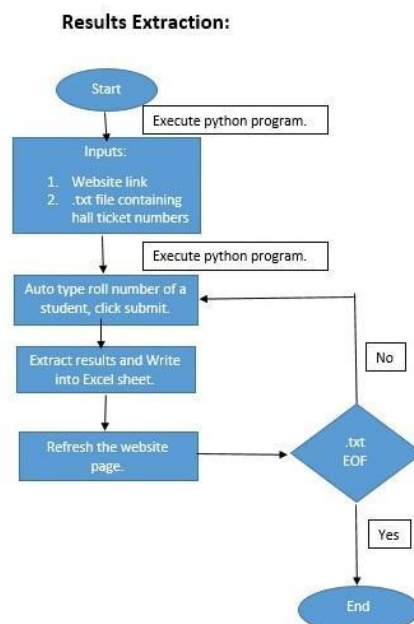 Results Extraction:
Start
Execute python program.
Inputs:
1. Website link
2. .txt file containing
hall ticket numbers
Execute python program.
Auto type roll number of a
student, click submit.
Extract results and Write
into Excel sheet.
Refresh the website
page.
No
.txt
EOF
Yes
End